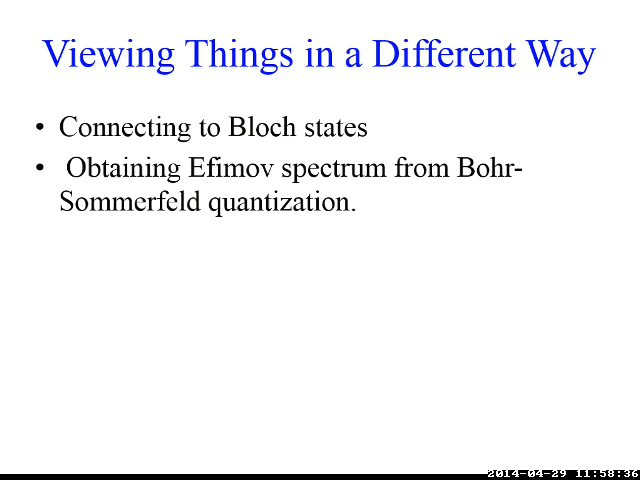 Viewing Things in a Different Way
• Connecting to Bloch states
• Obtaining Efimov spectrum from Bohr-
Sommerfeld quantization.
2014-04-29 11:58:36